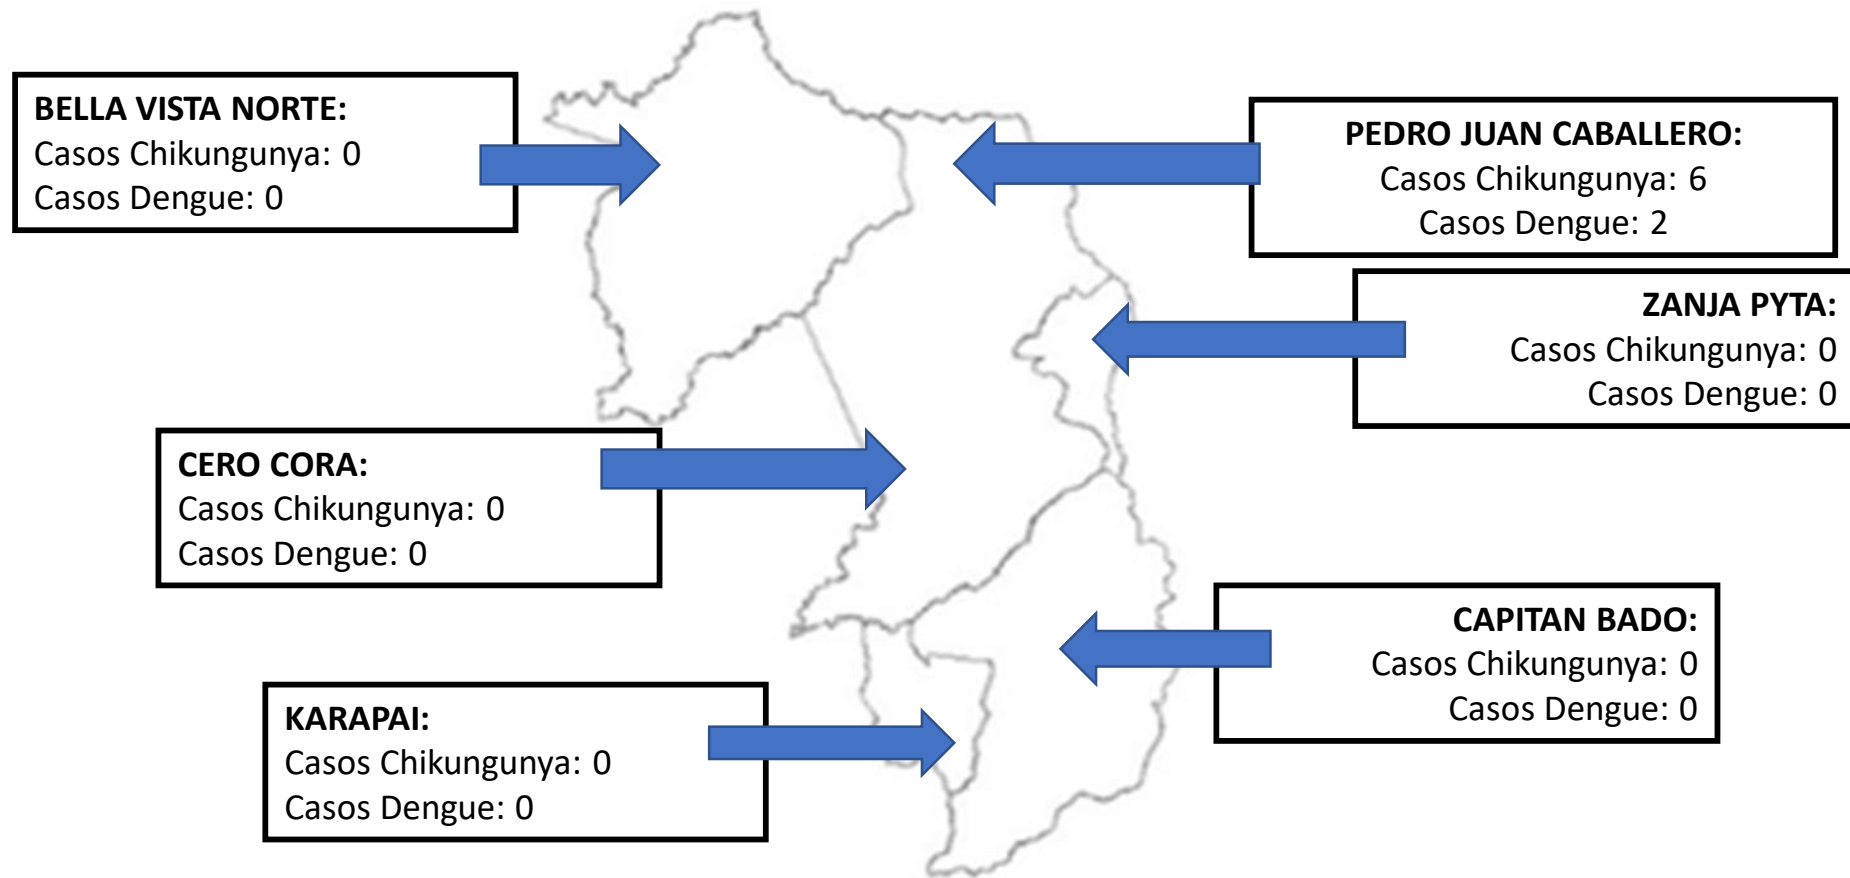 BELLA VISTA NORTE:
Casos Chikungunya: 0
Casos Dengue: 0
PEDRO JUAN CABALLERO:
Casos Chikungunya: 6
Casos Dengue: 2
ZANJA PYTA:
Casos Chikungunya: 0
Casos Dengue: 0
CERO CORA:
Casos Chikungunya: 0
Casos Dengue: 0
CAPITAN BADO:
Casos Chikungunya: 0
Casos Dengue: 0
KARAPAI:
Casos Chikungunya: 0
Casos Dengue: 0